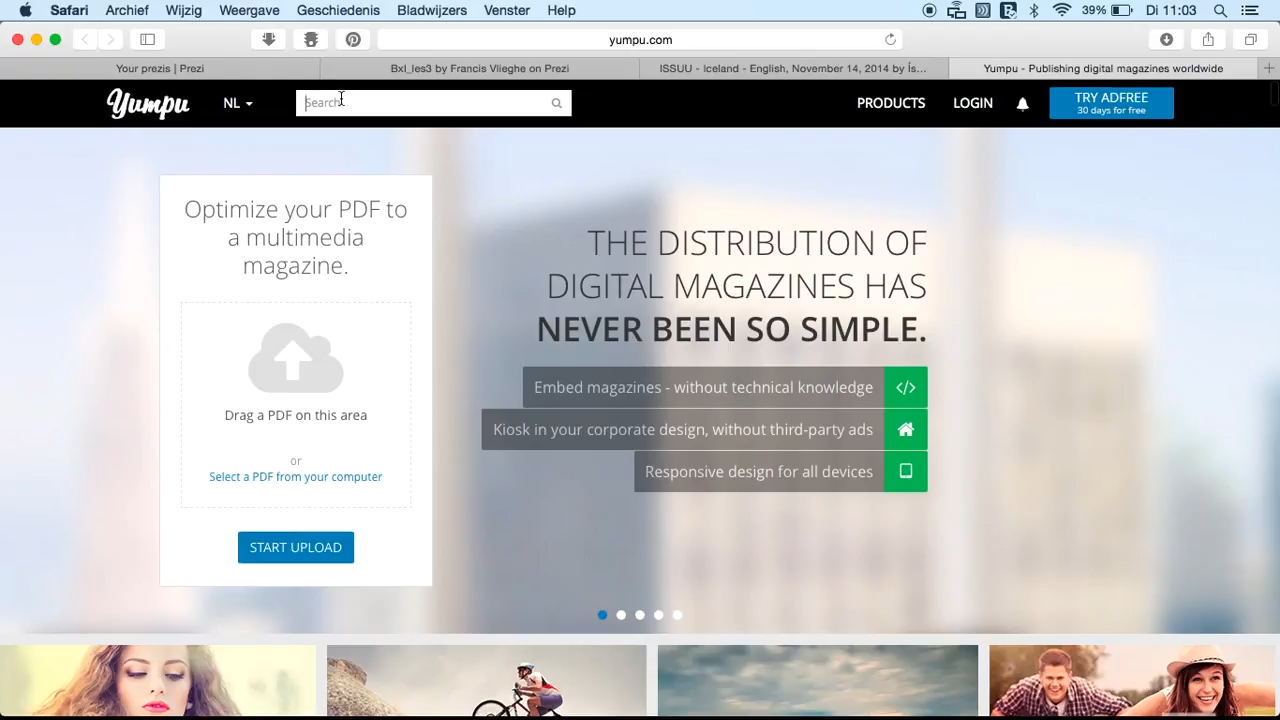 Safari Archief Wijzig Weergave Geschiedenis Bladwijzers Venster Help 39% Di 11:03
yumpu.com
Your prezis | Prezi Bxl_les3 by Francis Vlieghe on Prezi ISSUU - Iceland - English, November 14, 2014 by Ís... Yumpu - Publishing digital magazines worldwide
Yumpu NL Search PRODUCTS LOGIN TRY ADFREE
30 days for free
Optimize your PDF to
a multimedia
magazine.
Drag a PDF on this area
or
Select a PDF from your computer
START UPLOAD
THE DISTRIBUTION OF
DIGITAL MAGAZINES HAS
NEVER BEEN SO SIMPLE.
Embed magazines - without technical knowledge </>
Kiosk in your corporate design, without third-party ads
Responsive design for all devices